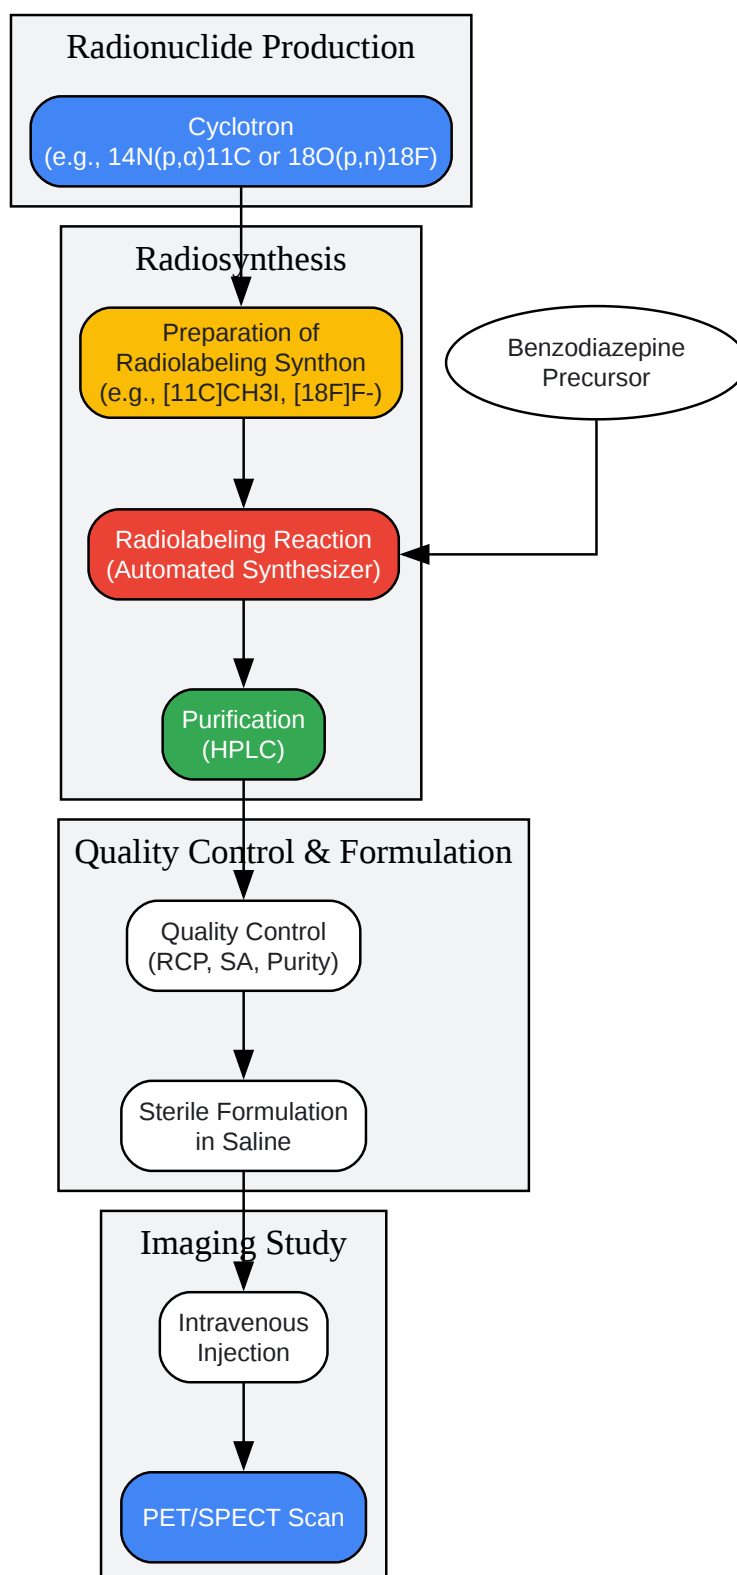 Radionuclide Production
Cyclotron
(e.g., 14N(p,α)11C or 18O(p,n)18F)
Radiosynthesis
Preparation of
Radiolabeling Synthon
(e.g., [11C]CH3I, [18F]F-)
Benzodiazepine
Precursor
Radiolabeling Reaction
(Automated Synthesizer)
Purification
(HPLC)
Quality Control & Formulation
Quality Control
(RCP, SA, Purity)
Sterile Formulation
in Saline
Imaging Study
Intravenous
Injection
PET/SPECT Scan